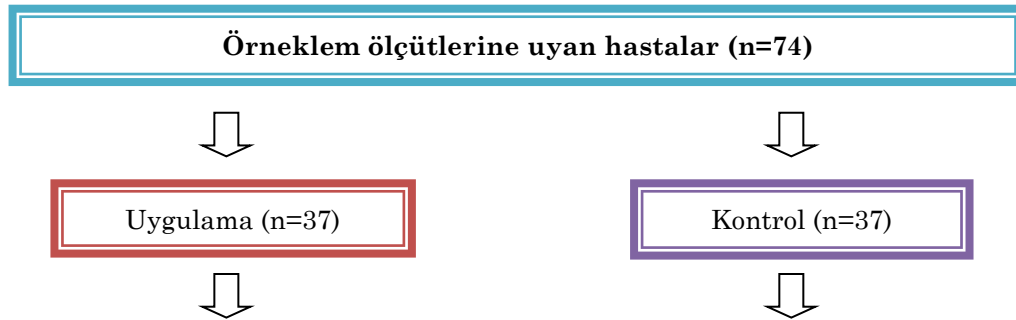 Örneklem ölçütlerine uyan hastalar (n=74)
Uygulama (n=37)
Kontrol (n=37)